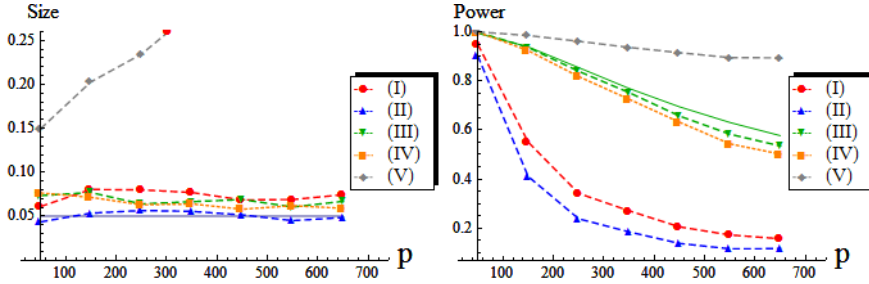 Size
0.25
0.20
0.15
0.10
0.05
100 200 300 400 500 600 700
p
(I)
(II)
(III)
(IV)
(V)
Power
1.0
0.8
0.6
0.4
0.2
100 200 300 400 500 600 700
p
(I)
(II)
(III)
(IV)
(V)